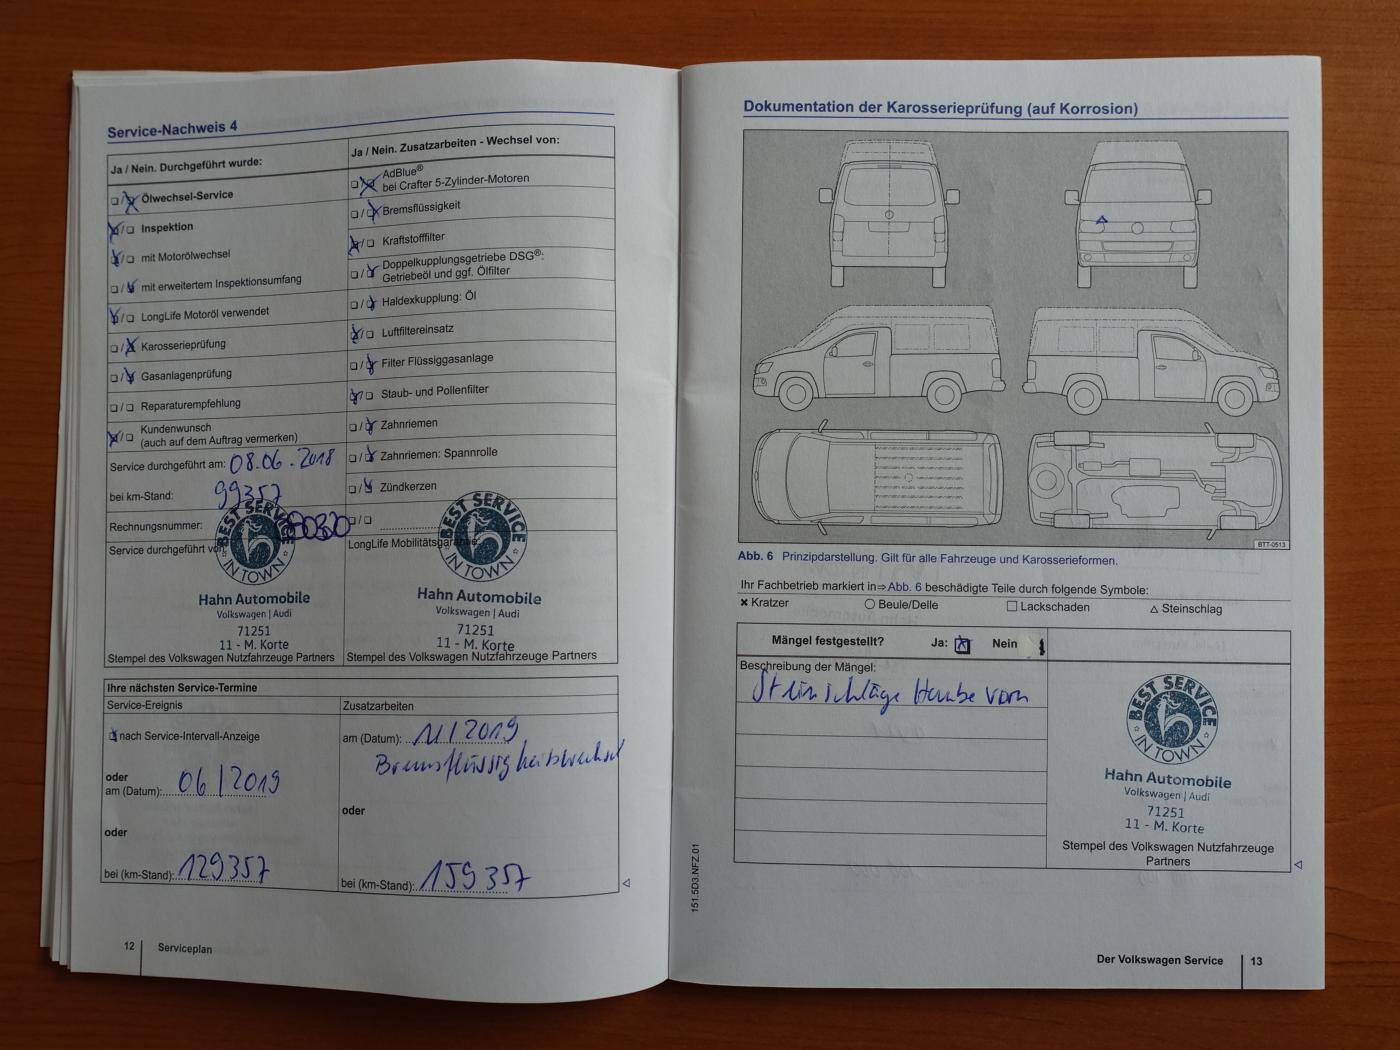 Service-Nachweis 4
Ja / Nein. Durchgeführt wurde:
Ölwechsel-Service
Inspektion
mit Motorölwechsel
mit erweitertem Inspektionsumfang
LongLife Motoröl verwendet
Karosserieprüfung
Gasanlagenprüfung
Reparaturempfehlung
Kundenwunsch
(auch auf dem Auftrag vermerken)
Service durchgeführt am: 08.06.2018
bei km-Stand: 99357
Rechnungsnummer:
Service durchgeführt von
BEST SERVICE IN TOWN
Hahn Automobile
Volkswagen | Audi
71251
11 - M. Korte
Stempel des Volkswagen Nutzfahrzeuge Partners
Ja / Nein. Zusatzarbeiten - Wechsel von:
AdBlue®
bei Crafter 5-Zylinder-Motoren
Bremsflüssigkeit
Kraftstofffilter
Doppelkupplungsgetriebe DSG®:
Getriebeöl und ggf. Ölfilter
Haldexkupplung: Öl
Luftfiltereinsatz
Filter Flüssiggasanlage
Staub- und Pollenfilter
Zahnriemen
Zahnriemen: Spannrolle
Zündkerzen
LongLife Mobilitätsgarantie:
BEST SERVICE IN TOWN
Hahn Automobile
Volkswagen | Audi
71251
11 - M. Korte
Stempel des Volkswagen Nutzfahrzeuge Partners
Ihre nächsten Service-Termine
Service-Ereignis
nach Service-Intervall-Anzeige
oder
am (Datum): 06/2019
oder
bei (km-Stand): 129357
Zusatzarbeiten
am (Datum): 11/2019
Bremsflüssigkeitswechsel
oder
bei (km-Stand): 159357
12 Serviceplan
Dokumentation der Karosserieprüfung (auf Korrosion)
BTT-0513
Abb. 6 Prinzipdarstellung. Gilt für alle Fahrzeuge und Karosserieformen.
Ihr Fachbetrieb markiert in⇒Abb. 6 beschädigte Teile durch folgende Symbole:
Kratzer Beule/Delle Lackschaden Steinschlag
Mängel festgestellt? Ja: Nein
Beschreibung der Mängel:
Steinschläge Haube vorn
BEST SERVICE IN TOWN
Hahn Automobile
Volkswagen | Audi
71251
11 - M. Korte
Stempel des Volkswagen Nutzfahrzeuge
Partners
151.5D3.NFZ.01
Der Volkswagen Service 13